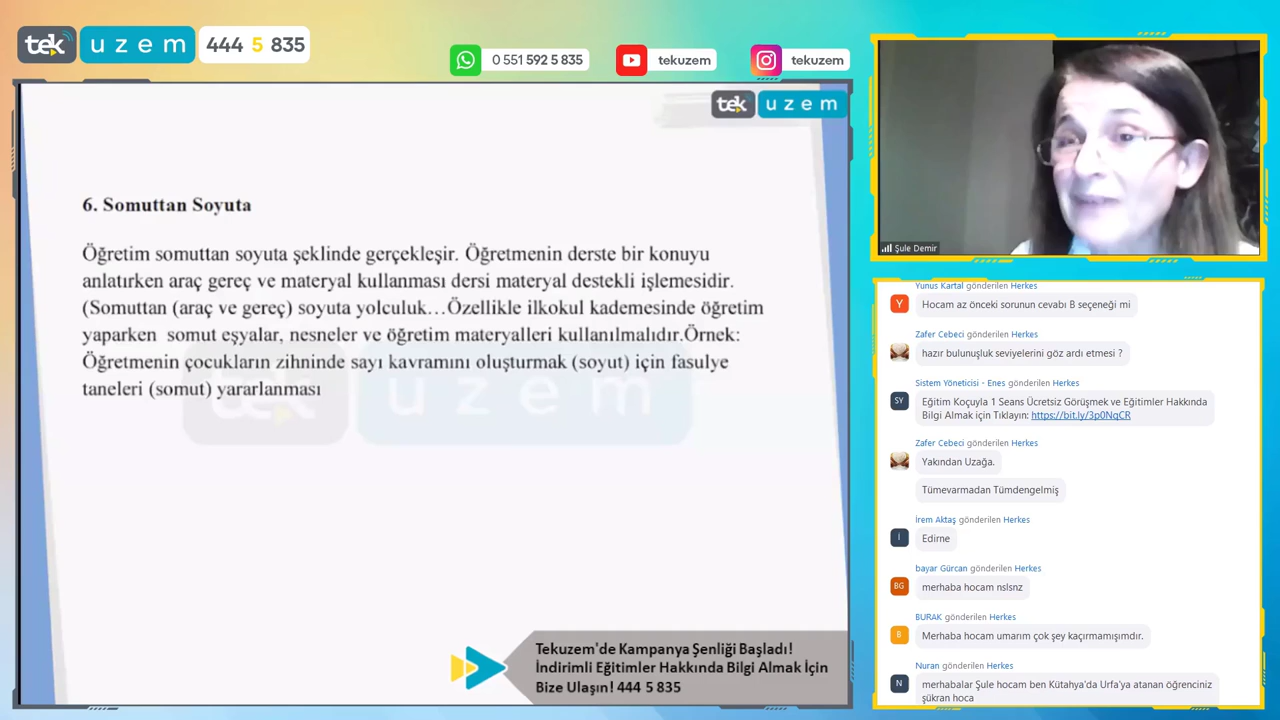 tek uzem 444 5 835
0 551 592 5 835
tekuzem
tekuzem
tek uzem
6. Somuttan Soyuta
Öğretim somuttan soyuta şeklinde gerçekleşir. Öğretmenin derste bir konuyu
anlatırken araç gereç ve materyal kullanması dersi materyal destekli işlemesidir.
(Somuttan (araç ve gereç) soyuta yolculuk…Özellikle ilkokul kademesinde öğretim
yaparken somut eşyalar, nesneler ve öğretim materyalleri kullanılmalıdır.Örnek:
Öğretmenin çocukların zihninde sayı kavramını oluşturmak (soyut) için fasulye
taneleri (somut) yararlanması
tek uzem
Tekuzem'de Kampanya Şenliği Başladı!
İndirimli Eğitimler Hakkında Bilgi Almak İçin
Bize Ulaşın! 444 5 835
Şule Demir
Yunus Kartal gönderilen Herkes
Y
Hocam az önceki sorunun cevabı B seçeneği mi
Zafer Cebeci gönderilen Herkes
hazır bulunuşluk seviyelerini göz ardı etmesi ?
Sistem Yöneticisi - Enes gönderilen Herkes
SY
Eğitim Koçuyla 1 Seans Ücretsiz Görüşmek ve Eğitimler Hakkında
Bilgi Almak için Tıklayın: https://bit.ly/3p0NqCR
Zafer Cebeci gönderilen Herkes
Yakından Uzağa.
Tümevarmadan Tümdengelmiş
İrem Aktaş gönderilen Herkes
İ
Edirne
bayar Gürcan gönderilen Herkes
BG
merhaba hocam nslsnz
BURAK gönderilen Herkes
B
Merhaba hocam umarım çok şey kaçırmamışımdır.
Nuran gönderilen Herkes
N
merhabalar Şule hocam ben Kütahya'da Urfa'ya atanan öğrenciniz
şükran hoca